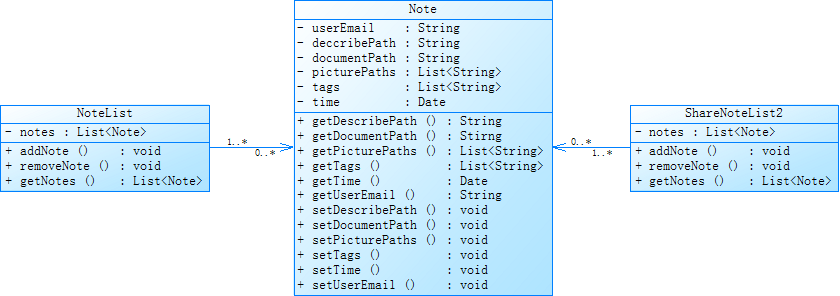 Note
- userEmail : String
- deccribePath : String
- documentPath : String
- picturePaths : List<String>
- tags : List<String>
- time : Date
+ getDescribePath () : String
+ getDocumentPath () : Stirng
+ getPicturePaths () : List<String>
+ getTags () : List<String>
+ getTime () : Date
+ getUserEmail () : String
+ setDescribePath () : void
+ setDocumentPath () : void
+ setPicturePaths () : void
+ setTags () : void
+ setTime () : void
+ setUserEmail () : void
NoteList
- notes : List<Note>
+ addNote () : void
+ removeNote () : void
+ getNotes () : List<Note>
1..*
0..*
0..*
1..*
ShareNoteList2
- notes : List<Note>
+ addNote () : void
+ removeNote () : void
+ getNotes () : List<Note>